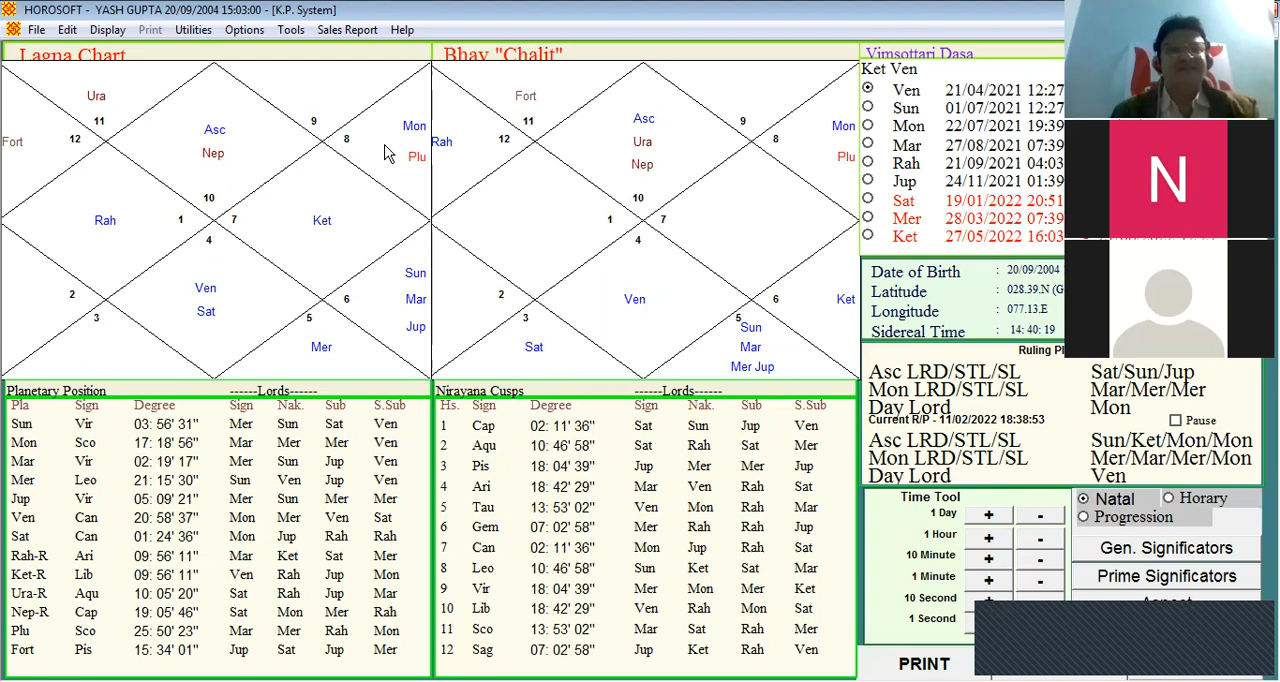 HOROSOFT - YASH GUPTA 20/09/2004 15:03:00 - [K.P. System]
File Edit Display Print Utilities Options Tools Sales Report Help
Lagna Chart
Ura
11
Fort
12
Asc
Nep
9
8
Mon
Plu
10
Rah
1
7
Ket
4
2
3
Ven
Sat
Sun
Mar
Jup
6
5
Mer
Bhav "Chalit"
Fort
11
Rah
12
Asc
Ura
Nep
9
8
Mon
Plu
10
1
7
4
2
3
Ven
Sat
6
Ket
5
Sun
Mar
Mer Jup
Vimsottari Dasa
Ket Ven
Ven 21/04/2021 12:27
Sun 01/07/2021 12:27
Mon 22/07/2021 19:39
Mar 27/08/2021 07:39
Rah 21/09/2021 04:03
Jup 24/11/2021 01:39
Sat 19/01/2022 20:51
Mer 28/03/2022 07:39
Ket 27/05/2022 16:03
N
Date of Birth : 20/09/2004
Latitude : 028.39.N (G
Longitude : 077.13.E
Sidereal Time : 14: 40: 19
Ruling Pl
Asc LRD/STL/SL Sat/Sun/Jup
Mon LRD/STL/SL Mar/Mer/Mer
Day Lord Mon
Current R/P - 11/02/2022 18:38:53 Pause
Asc LRD/STL/SL Sun/Ket/Mon/Mon
Mon LRD/STL/SL Mer/Mar/Mer/Mon
Day Lord Ven
Planetary Position ------Lords------
Pla Sign Degree Sign Nak. Sub S.Sub
Sun Vir 03: 56' 31" Mer Sun Sat Ven
Mon Sco 17: 18' 56" Mar Mer Mer Ven
Mar Vir 02: 19' 17" Mer Sun Jup Ven
Mer Leo 21: 15' 30" Sun Ven Jup Ven
Jup Vir 05: 09' 21" Mer Sun Mer Mer
Ven Can 20: 58' 37" Mon Mer Ven Sat
Sat Can 01: 24' 36" Mon Jup Rah Rah
Rah-R Ari 09: 56' 11" Mar Ket Sat Mer
Ket-R Lib 09: 56' 11" Ven Rah Jup Mon
Ura-R Aqu 10: 05' 20" Sat Rah Jup Mar
Nep-R Cap 19: 05' 46" Sat Mon Mer Rah
Plu Sco 25: 50' 23" Mar Mer Rah Mon
Fort Pis 15: 34' 01" Jup Sat Jup Mer
Nirayana Cusps ------Lords------
Hs. Sign Degree Sign Nak. Sub S.Sub
1 Cap 02: 11' 36" Sat Sun Jup Ven
2 Aqu 10: 46' 58" Sat Rah Sat Mer
3 Pis 18: 04' 39" Jup Mer Mer Jup
4 Ari 18: 42' 29" Mar Ven Rah Sat
5 Tau 13: 53' 02" Ven Mon Rah Mar
6 Gem 07: 02' 58" Mer Rah Rah Jup
7 Can 02: 11' 36" Mon Jup Rah Sat
8 Leo 10: 46' 58" Sun Ket Sat Mar
9 Vir 18: 04' 39" Mer Mon Mer Ket
10 Lib 18: 42' 29" Ven Rah Mon Sat
11 Sco 13: 53' 02" Mar Sat Rah Mer
12 Sag 07: 02' 58" Jup Ket Rah Ven
Time Tool
1 Day + -
1 Hour + -
10 Minute + -
1 Minute + -
10 Second + -
1 Second
Natal Horary
Progression
Gen. Significators
Prime Significators
Aspect
PRINT